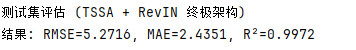 测试集评估 (TSSA + RevIN 终极架构)
结果: RMSE=5.2716, MAE=2.4351, R²=0.9972